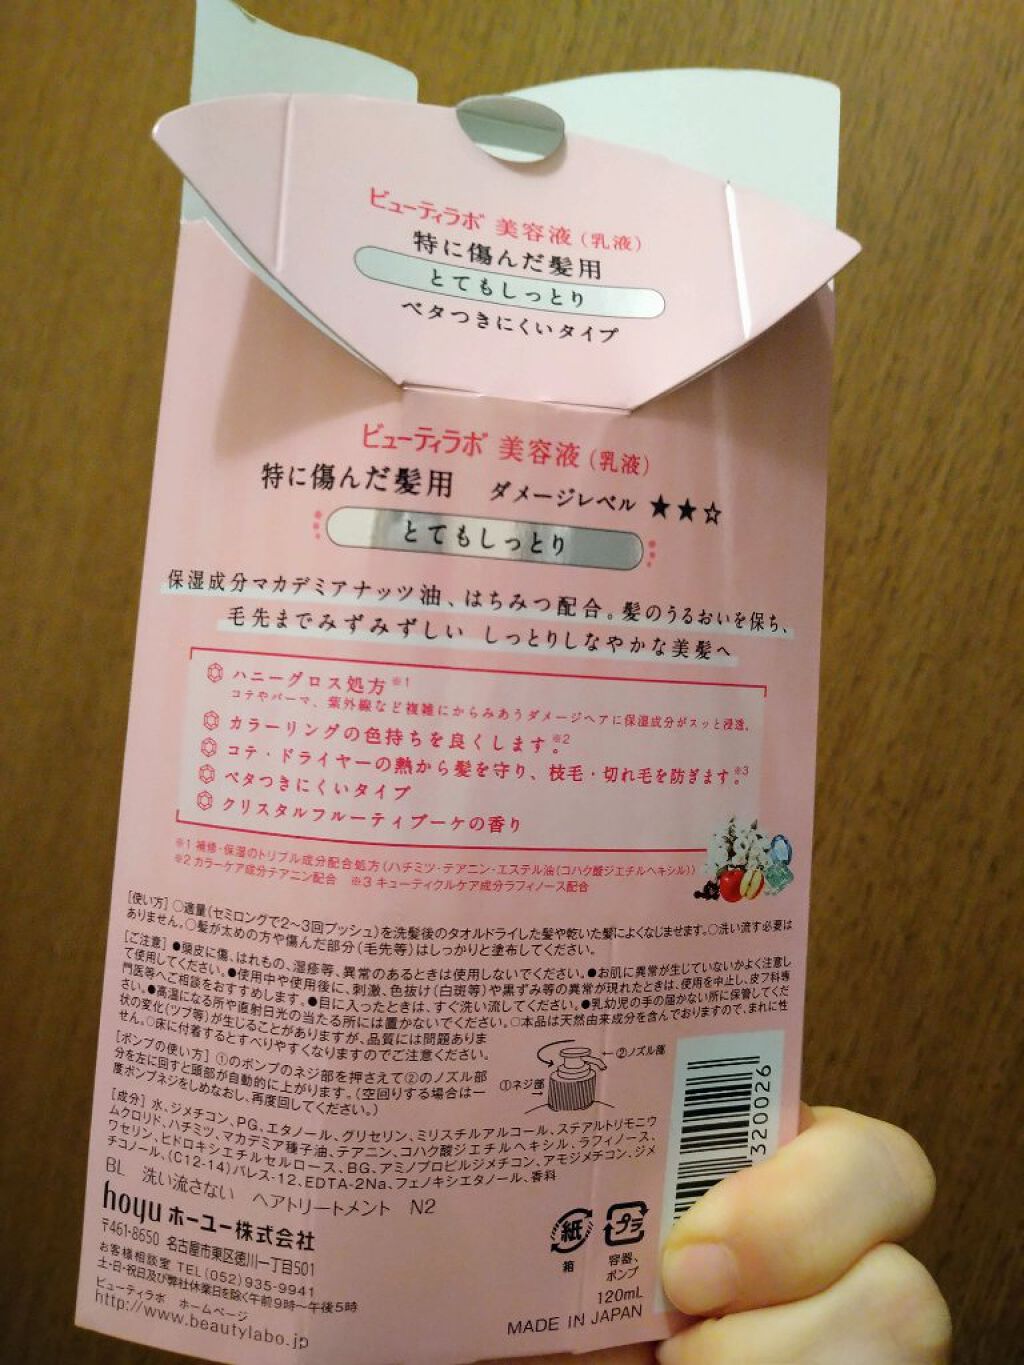 ビューティラボ 美容液(乳液)
特に傷んだ髪用
とてもしっとり
ベタつきにくいタイプ
ビューティラボ 美容液(乳液)
特に傷んだ髪用 ダメージレベル ★★☆
とてもしっとり
保湿成分マカデミアナッツ油、はちみつ配合。髪のうるおいを保ち、
毛先までみずみずしい しっとりしなやかな美髪へ
ハニーグロス処方※1
コテやパーマ、紫外線など複雑にからみあうダメージヘアに保湿成分がスッと浸透。
カラーリングの色持ちを良くします※2。
コテ・ドライヤーの熱から髪を守り、枝毛・切れ毛を防ぎます※3。
ベタつきにくいタイプ
クリスタルフルーティブーケの香り
※1 補修・保湿のトリプル成分配合処方(ハチミツ・テアニン・エステル油(コハク酸ジエチルヘキシル))
※2 カラーケア成分テアニン配合 ※3 キューティクルケア成分ラフィノース配合
[使い方] ○適量(セミロングで2〜3回プッシュ)を洗髪後のタオルドライした髪や乾いた髪によくなじませます。○洗い流す必要は
ありません。○髪が太めの方や傷んだ部分(毛先等)はしっかりと塗布してください。
[ご注意] ●頭皮に傷、はれもの、湿疹等、異常のあるときは使用しないでください。●お肌に異常が生じていないかよく注意し
て使用してください。●使用中や使用後に、刺激、色抜け(白斑等)や黒ずみ等の異常が現れたときは、使用を中止し、皮フ科専
門医等へご相談をおすすめします。●目に入ったときは、すぐ洗い流してください。●乳幼児の手の届かない所に保管してくだ
さい。●高温になる所や直射日光の当たる所には置かないでください。○本品は天然由来成分を含んでおりますので、まれに性
状の変化(ツブ等)が生じることがありますが、品質には問題ありま
せん。○床に付着するとすべりやすくなりますのでご注意ください。
[ポンプの使い方] ①のポンプのネジ部を押さえて②のノズル部
分を左に回すと頭部が自動的に上がります。(空回りする場合は一
度ポンプネジをしめなおし、再度回してください。)
②ノズル部
①ネジ部
[成分] 水、ジメチコン、PG、エタノール、グリセリン、ミリスチルアルコール、ステアルトリモニウ
ムクロリド、ハチミツ、マカデミア種子油、テアニン、コハク酸ジエチルヘキシル、ラフィノース、
ワセリン、ヒドロキシエチルセルロース、BG、アミノプロピルジメチコン、アモジメチコン、ジメ
チコノール、(C12-14)パレス-12、EDTA-2Na、フェノキシエタノール、香料
BL 洗い流さない ヘアトリートメント N2
hoyu ホーユー株式会社
〒461-8650 名古屋市東区徳川一丁目501
お客様相談室 TEL(052)935-9941
土・日・祝日及び弊社休業日を除く午前9時〜午後5時
ビューティラボ ホームページ
http://www.beautylabo.jp
320026
紙
箱
プラ
容器、
ポンプ
120mL
MADE IN JAPAN